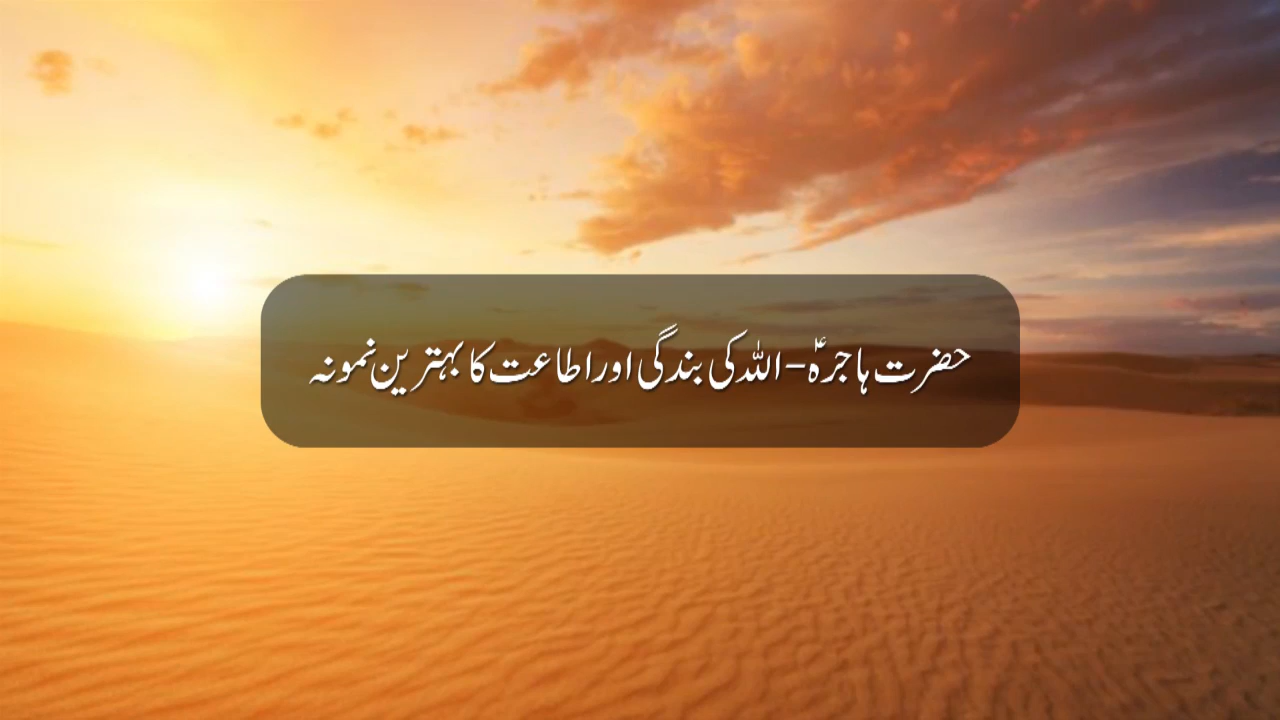 حضرت ہاجرہؑ – اللہ کی بندگی اور اطاعت کا بہترین نمونہ